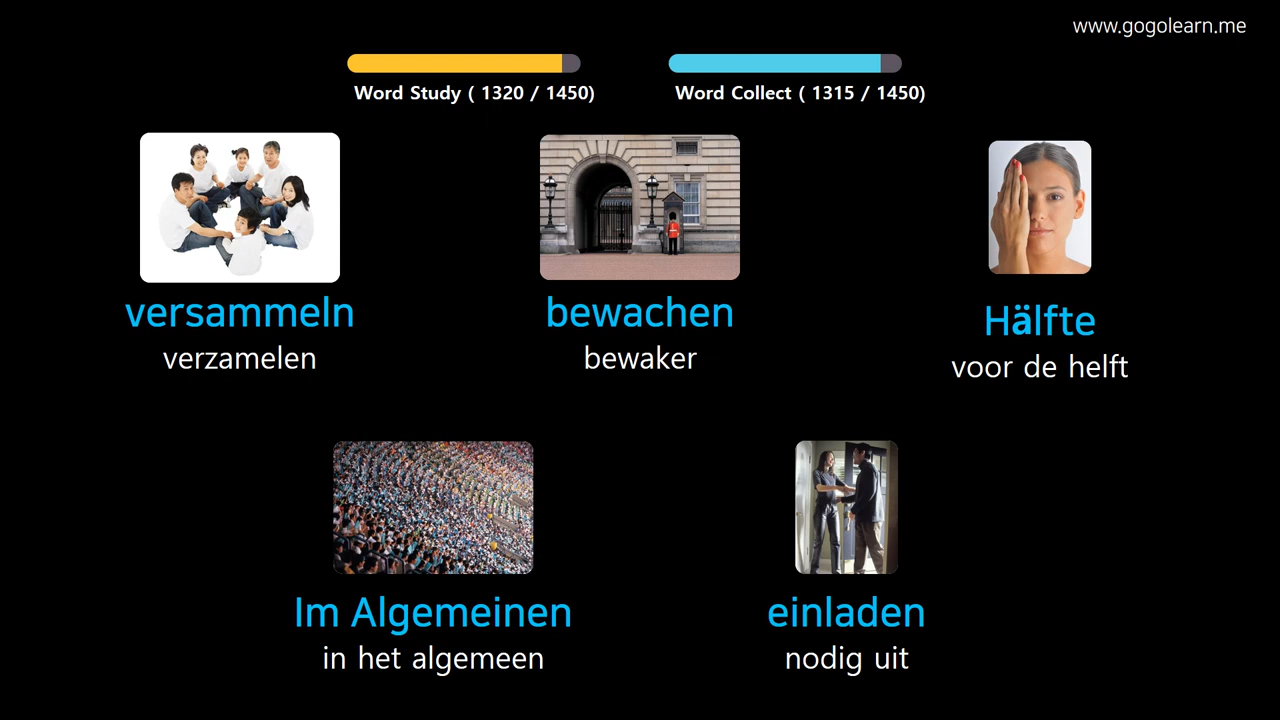 www.gogolearn.me
Word Study ( 1320 / 1450)
Word Collect ( 1315 / 1450)
versammeln
verzamelen
bewachen
bewaker
Hälfte
voor de helft
Im Algemeinen
in het algemeen
einladen
nodig uit